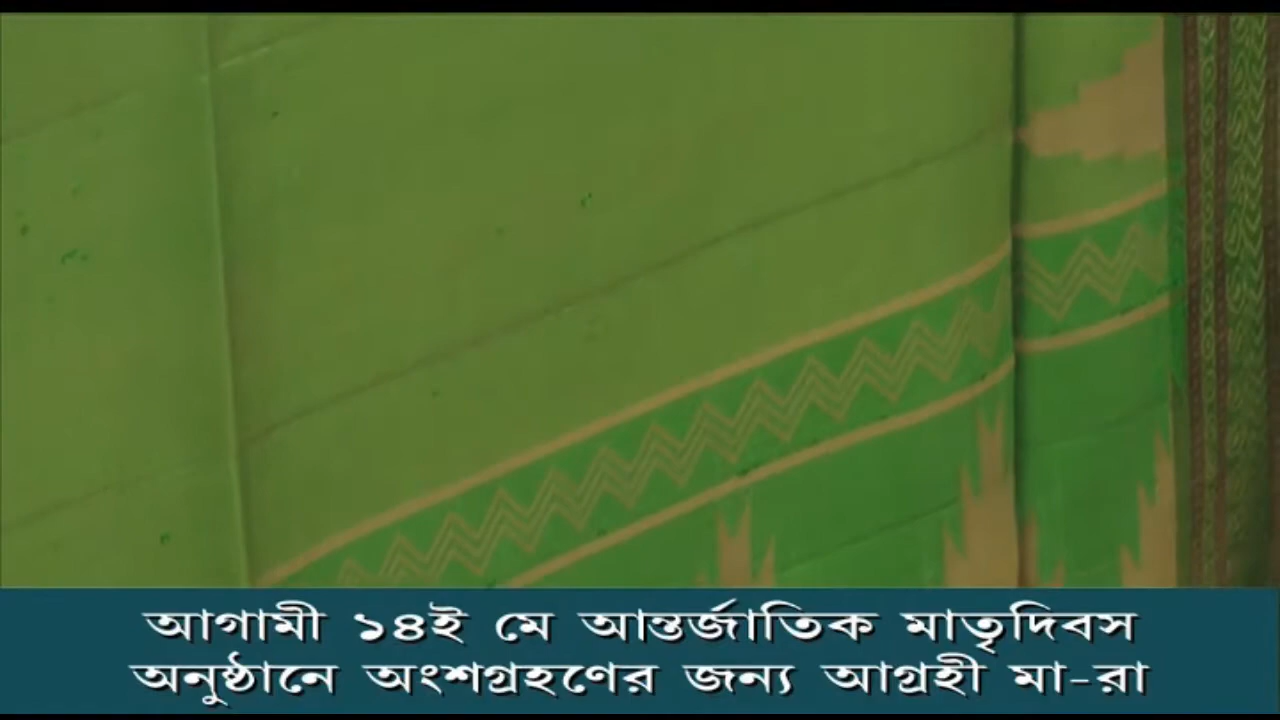 আগামী ১৪ই মে আন্তর্জাতিক মাতৃদিবস
অনুষ্ঠানে অংশগ্রহণের জন্য আগ্রহী মা-রা